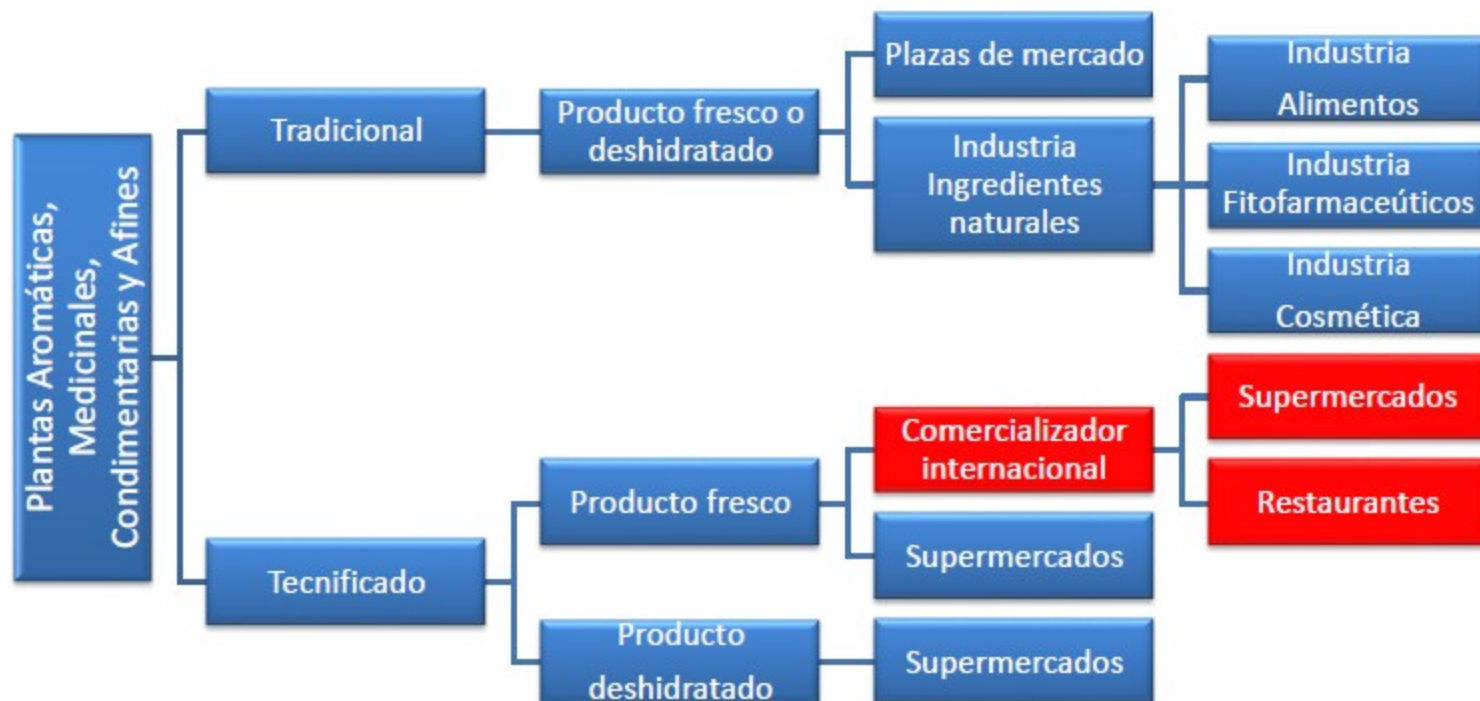 Plantas Aromáticas,
Medicinales,
Condimentarias y Afines
Tradicional
Producto fresco o
deshidratado
Plazas de mercado
Industria
Ingredientes
naturales
Industria
Alimentos
Industria
Fitofarmaceúticos
Industria
Cosmética
Tecnificado
Producto fresco
Comercializador
internacional
Supermercados
Restaurantes
Supermercados
Producto
deshidratado
Supermercados